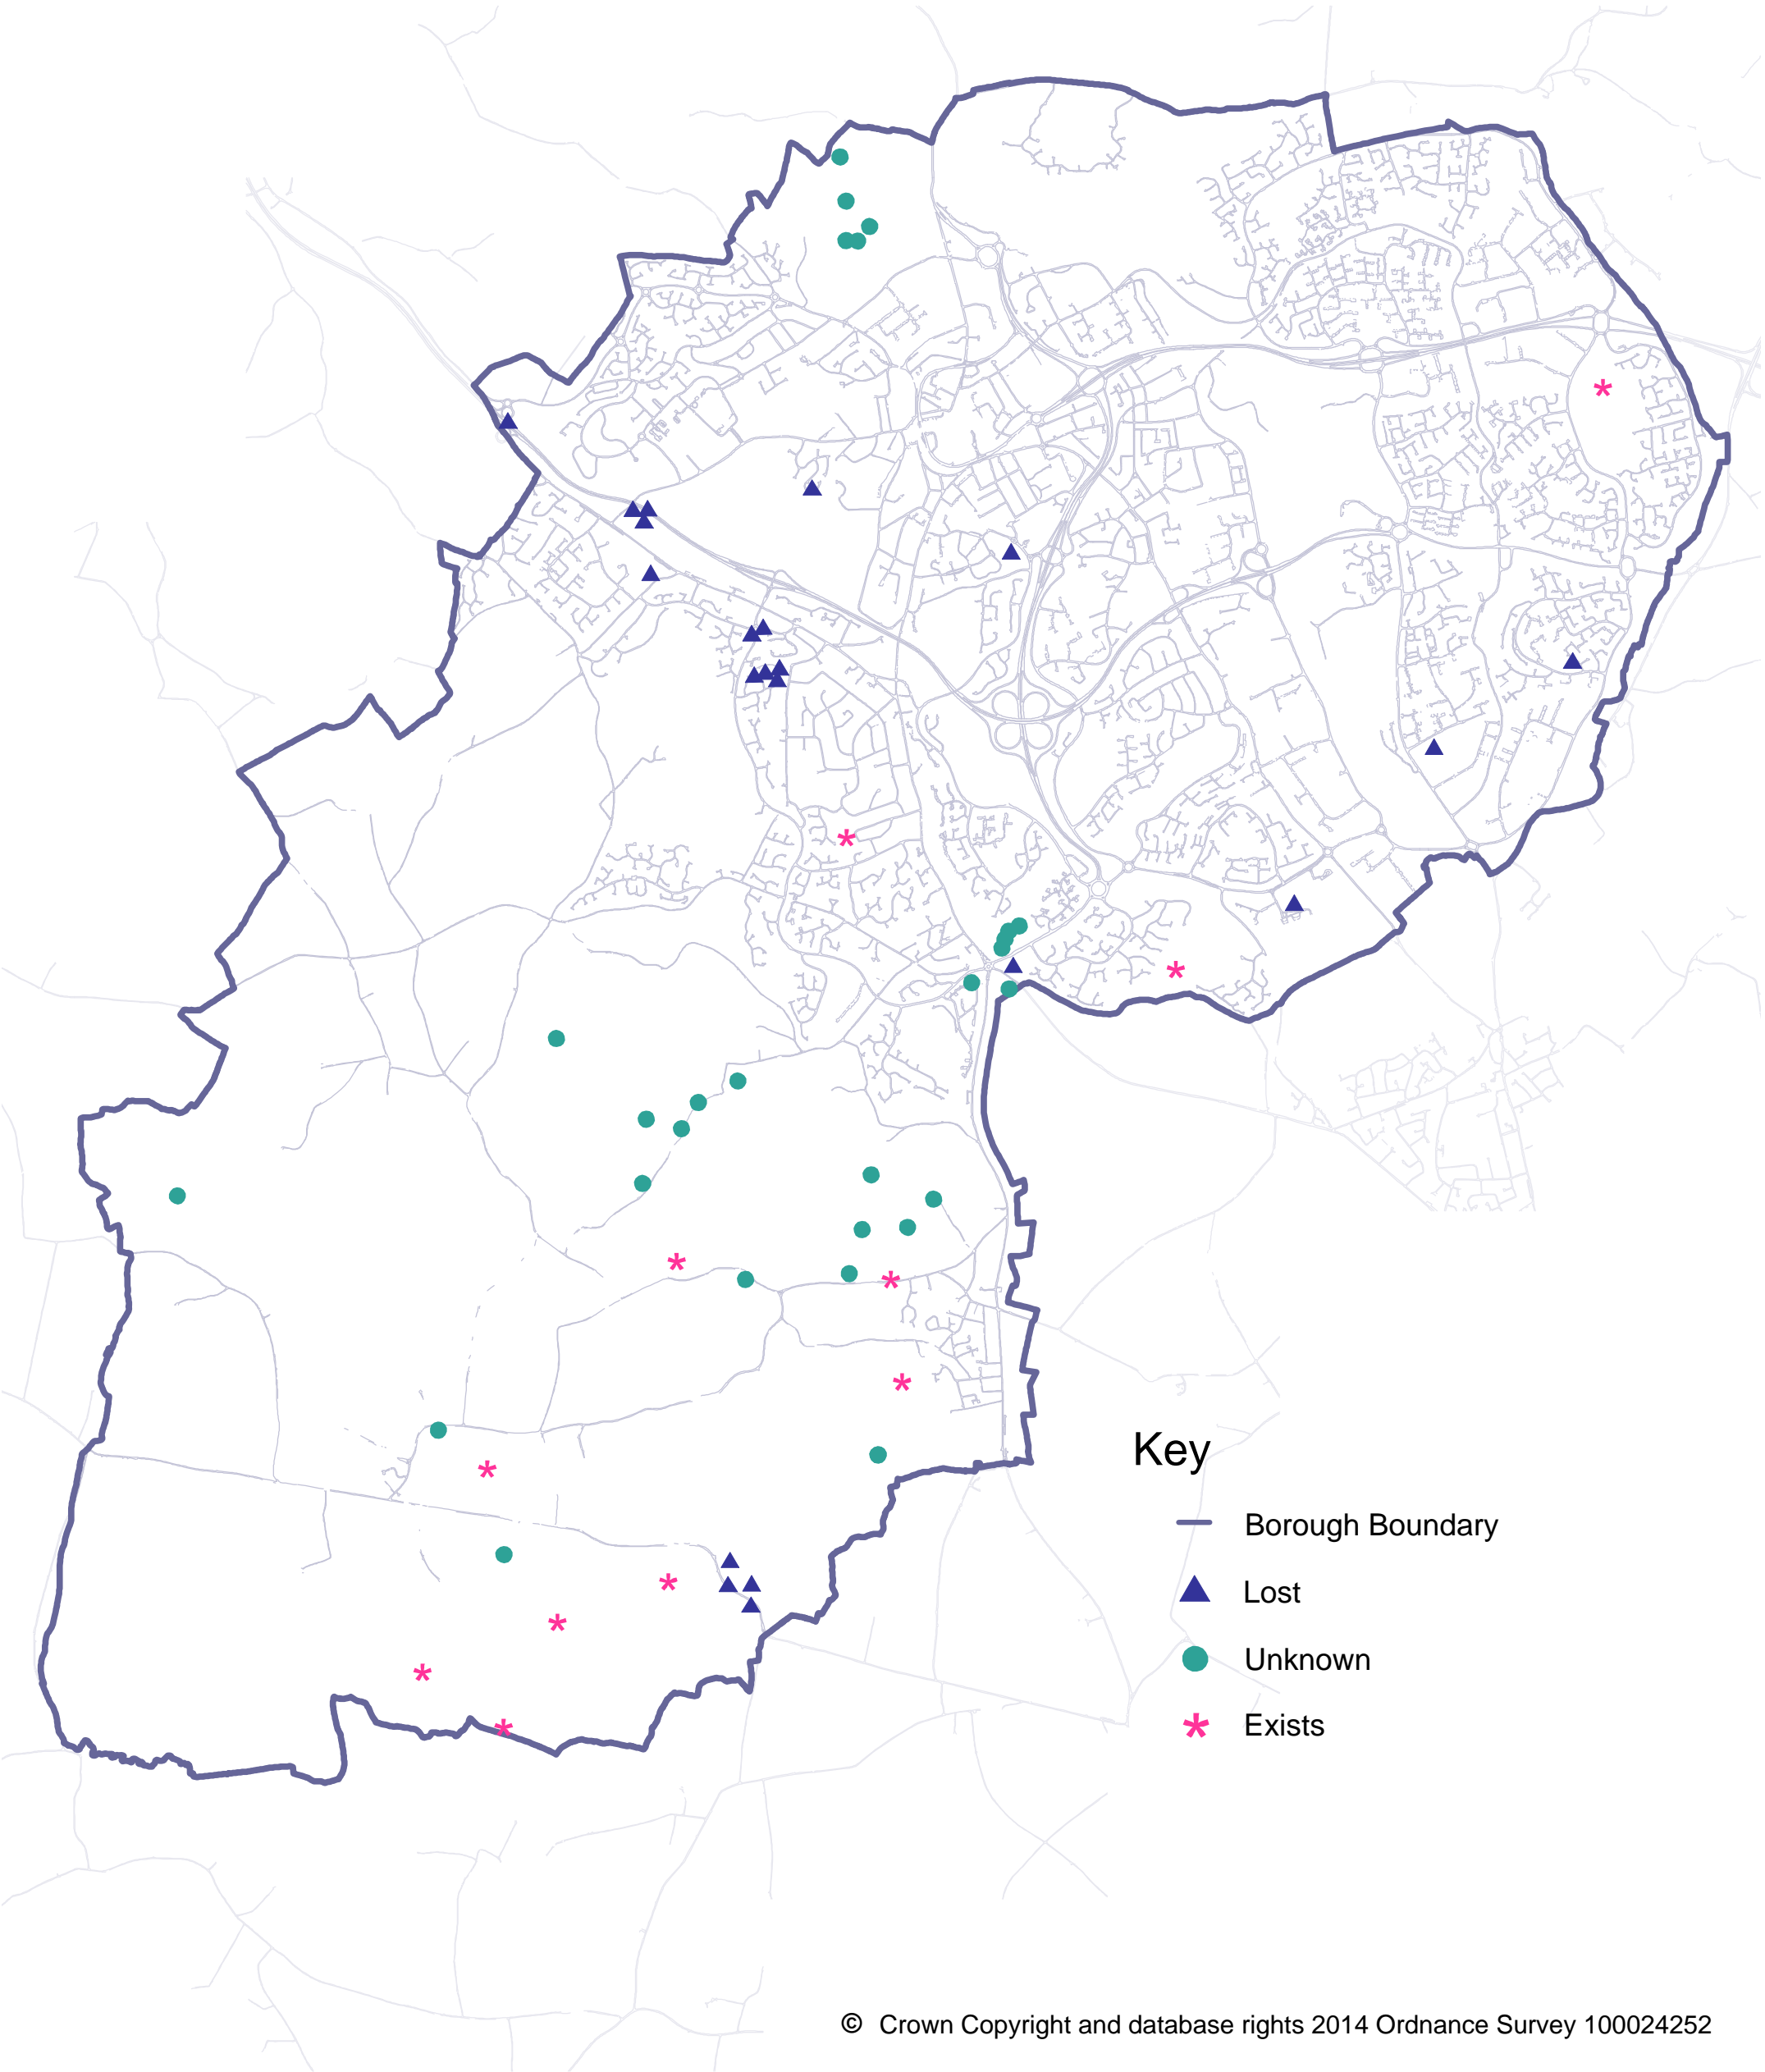 Key
Borough Boundary
Lost
Unknown
Exists
© Crown Copyright and database rights 2014 Ordnance Survey 100024252